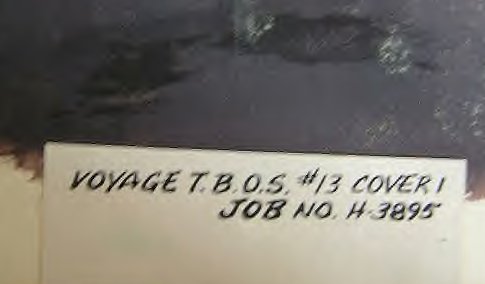 VOYAGE T.B.O.S. #13 COVER 1
JOB NO. H-3895